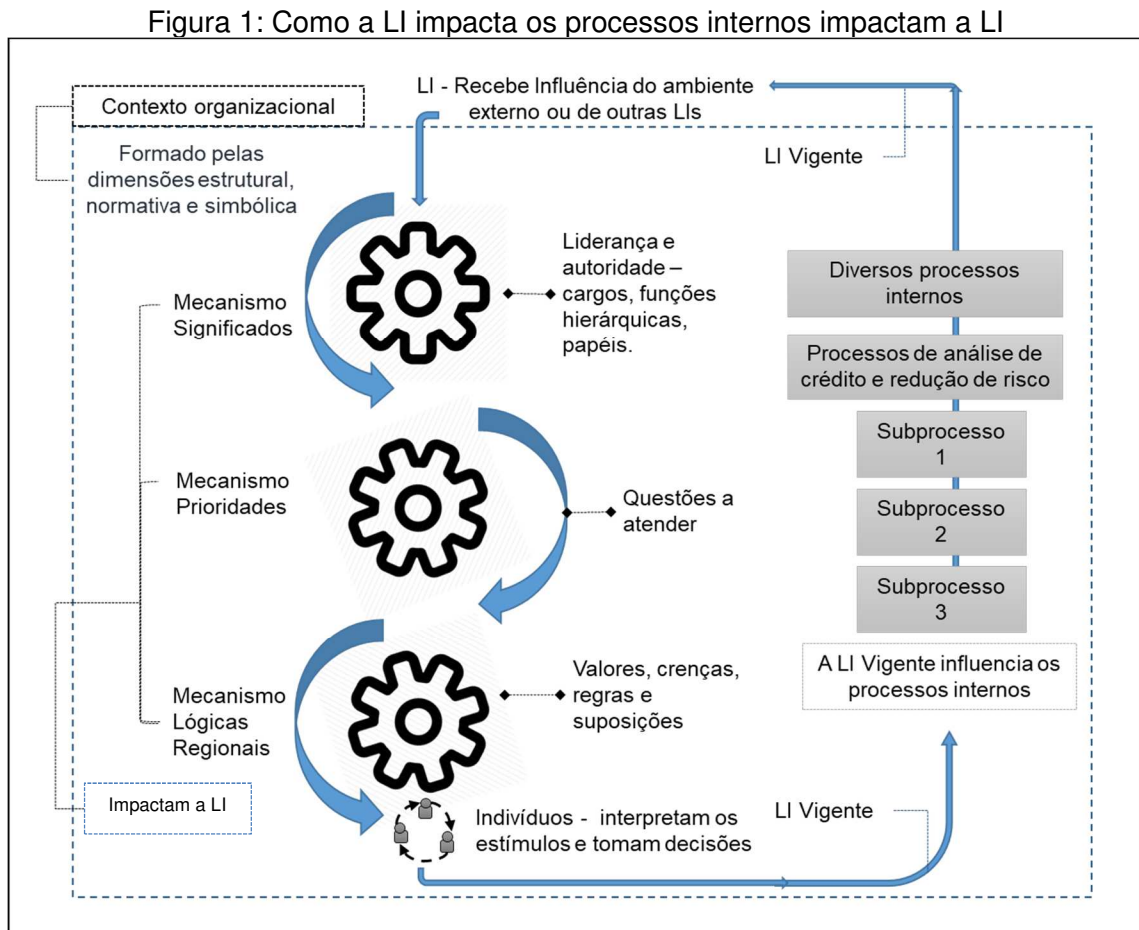 Figura 1: Como a LI impacta os processos internos impactam a LI
LI - Recebe Influência do ambiente
externo ou de outras LIs
Contexto organizacional
LI Vigente
Formado pelas
dimensões estrutural,
normativa e simbólica
Liderança e
autoridade –
cargos, funções
hierárquicas,
papéis.
Mecanismo
Significados
Diversos processos
internos
Processos de análise de
crédito e redução de risco
Subprocesso
1
Mecanismo
Prioridades
Questões a
atender
Subprocesso
2
Subprocesso
3
A LI Vigente influencia os
processos internos
Mecanismo
Lógicas
Regionais
Valores, crenças,
regras e
suposições
Impactam a LI
Indivíduos - interpretam os
estímulos e tomam decisões
LI Vigente